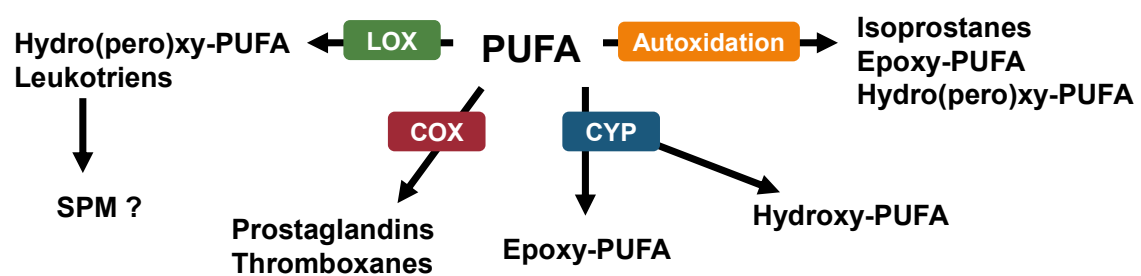 Hydro(pero)xy-PUFA
Leukotriens
LOX
PUFA
Autoxidation
Isoprostanes
Epoxy-PUFA
Hydro(pero)xy-PUFA
COX
CYP
SPM ?
Prostaglandins
Thromboxanes
Epoxy-PUFA
Hydroxy-PUFA